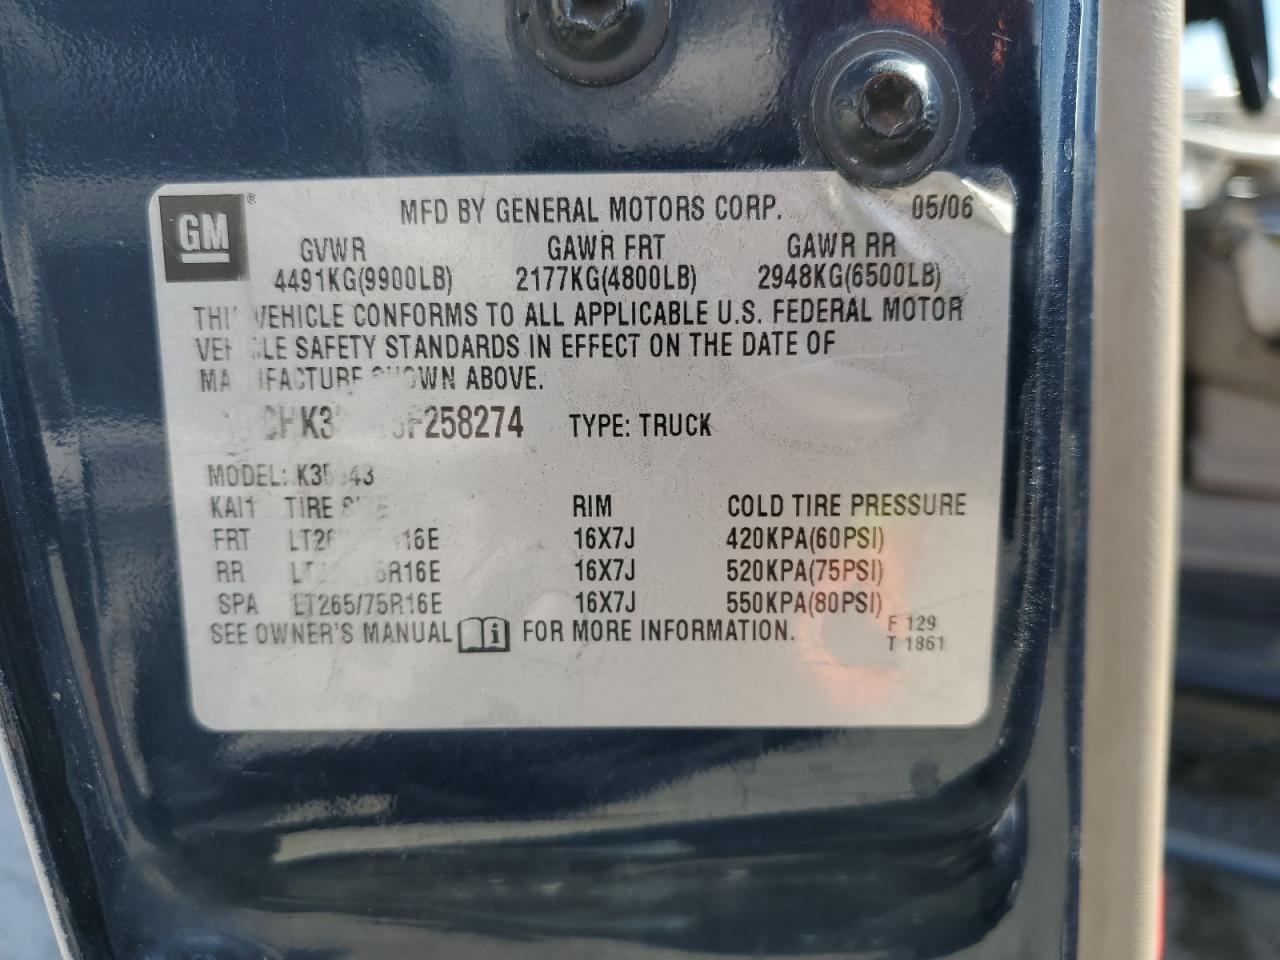 GM ®
MFD BY GENERAL MOTORS CORP. 05/06
GVWR GAWR FRT GAWR RR
4491KG(9900LB) 2177KG(4800LB) 2948KG(6500LB)
VEHICLE CONFORMS TO ALL APPLICABLE U.S. FEDERAL MOTOR
SAFETY STANDARDS IN EFFECT ON THE DATE OF
ABOVE.
TYPE: TRUCK
MODEL:
TIRE RIM COLD TIRE PRESSURE
FRT 16X7J 420KPA(60PSI)
RR 16X7J 520KPA(75PSI)
SPA LT265/75R16E 16X7J 550KPA(80PSI)
SEE OWNER'S MANUAL FOR MORE INFORMATION.
F 129
T 1861